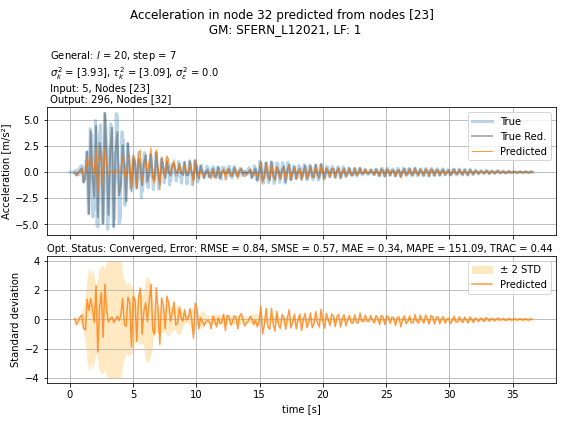 Acceleration in node 32 predicted from nodes [23]
GM: SFERN_L12021, LF: 1
General: l = 20, step = 7
σ²ₖ = [3.93], τ²ₖ = [3.09], σ²ε = 0.0
Input: 5, Nodes [23]
Output: 296, Nodes [32]
Acceleration [m/s²]
5.0
2.5
0.0
−2.5
−5.0
True
True Red.
Predicted
Opt. Status: Converged, Error: RMSE = 0.84, SMSE = 0.57, MAE = 0.34, MAPE = 151.09, TRAC = 0.44
Standard deviation
4
2
0
−2
−4
± 2 STD
Predicted
0 5 10 15 20 25 30 35
time [s]